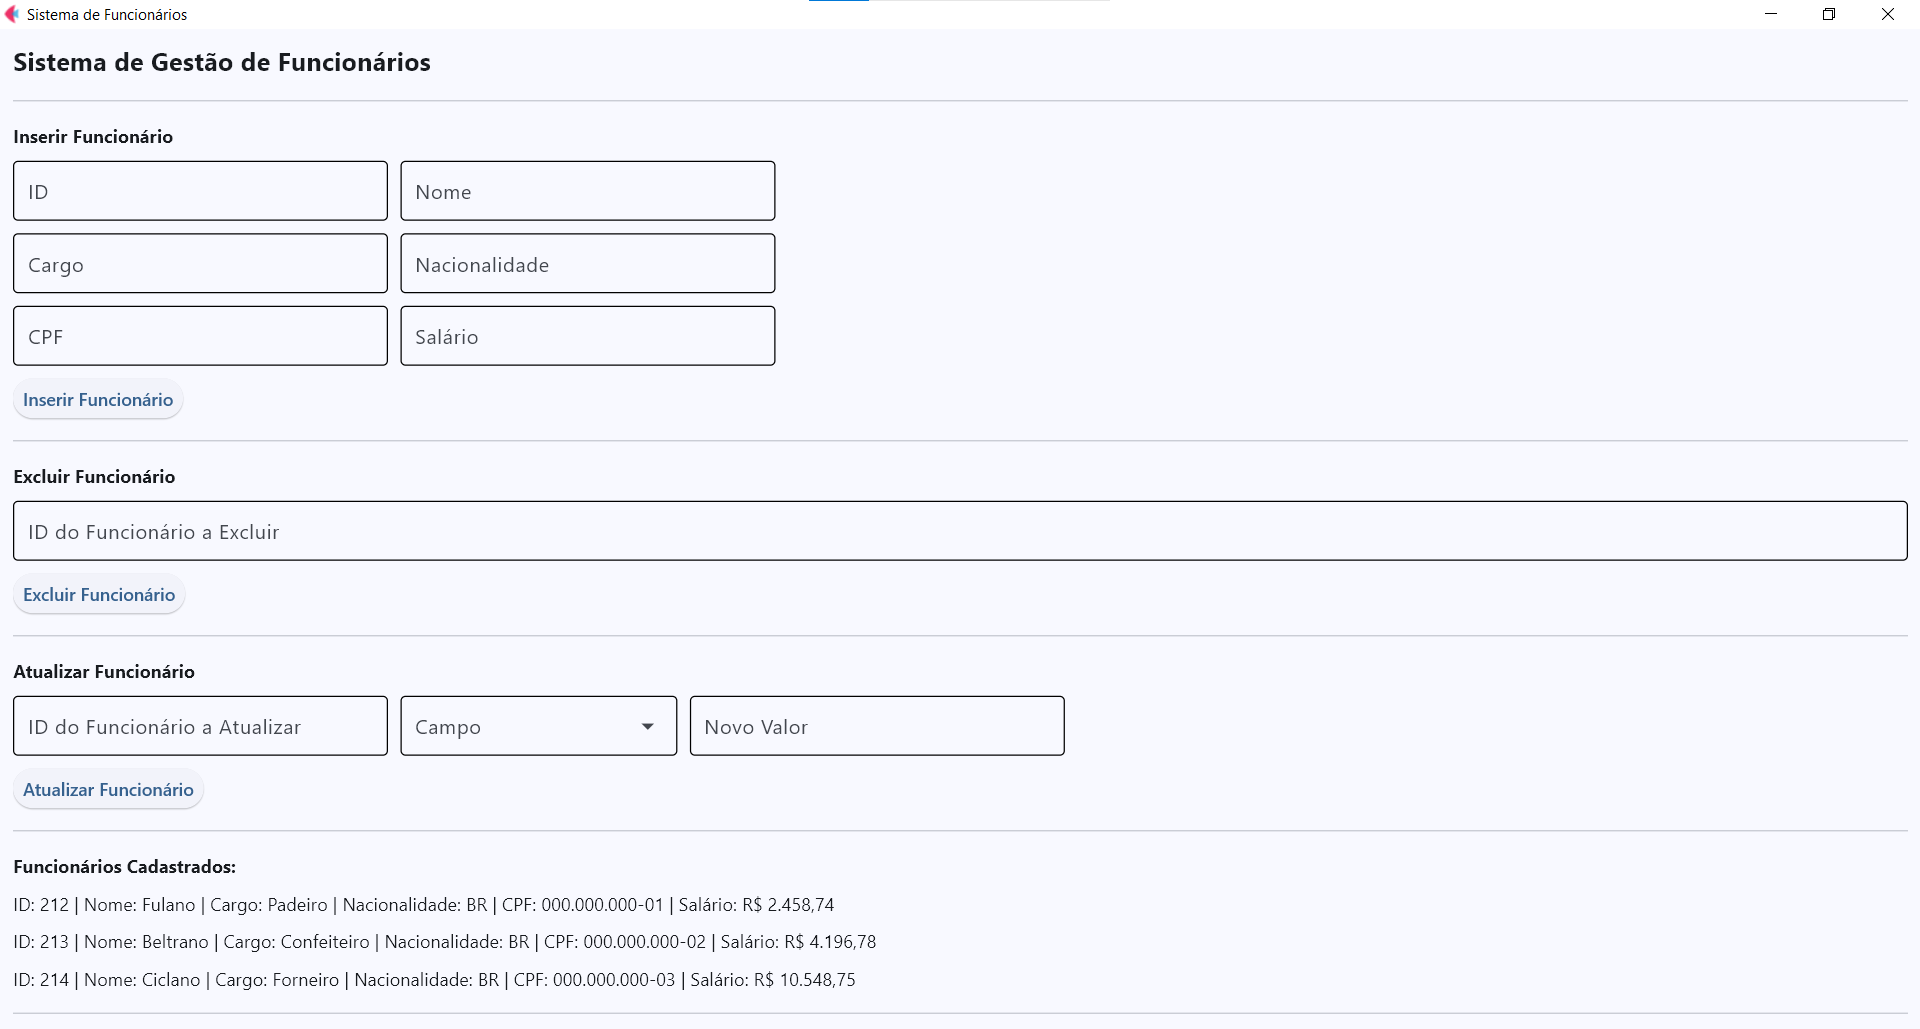 Sistema de Funcionários
Sistema de Gestão de Funcionários
Inserir Funcionário
ID
Nome
Cargo
Nacionalidade
CPF
Salário
Inserir Funcionário
Excluir Funcionário
ID do Funcionário a Excluir
Excluir Funcionário
Atualizar Funcionário
ID do Funcionário a Atualizar
Campo
Novo Valor
Atualizar Funcionário
Funcionários Cadastrados:
ID: 212 | Nome: Fulano | Cargo: Padeiro | Nacionalidade: BR | CPF: 000.000.000-01 | Salário: R$ 2.458,74
ID: 213 | Nome: Beltrano | Cargo: Confeiteiro | Nacionalidade: BR | CPF: 000.000.000-02 | Salário: R$ 4.196,78
ID: 214 | Nome: Ciclano | Cargo: Forneiro | Nacionalidade: BR | CPF: 000.000.000-03 | Salário: R$ 10.548,75